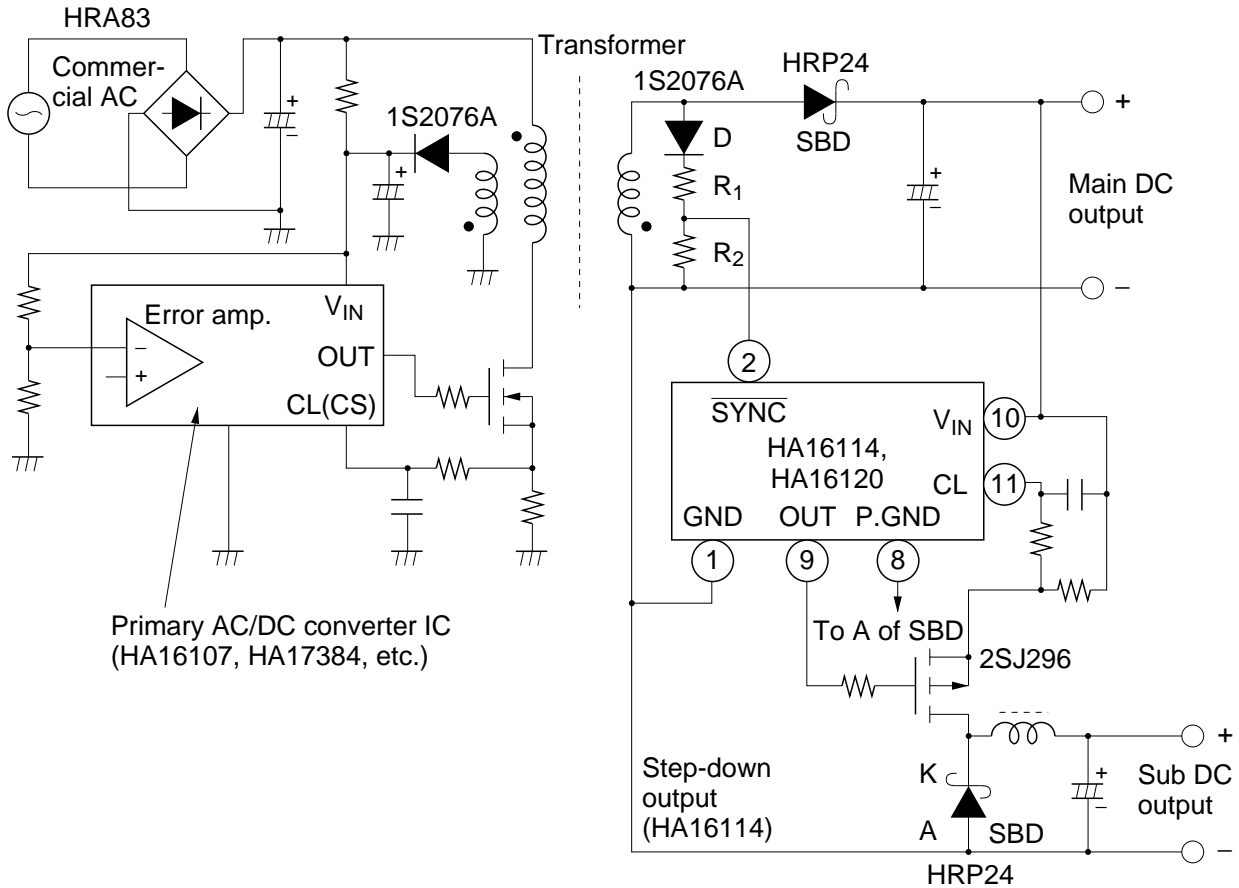 HRA83
Commer-
cial AC
+
−
1S2076A
+
−
Transformer
1S2076A
HRP24
SBD
D
R1
R2
+
−
+
Main DC
output
−
Error amp.
VIN
−
+
OUT
CL(CS)
Primary AC/DC converter IC
(HA16107, HA17384, etc.)
2
SYNC
VIN
10
HA16114,
HA16120
CL
11
GND
OUT
P.GND
1
9
8
To A of SBD
2SJ296
Step-down
output
(HA16114)
K
A
SBD
HRP24
+
−
+
Sub DC
output
−